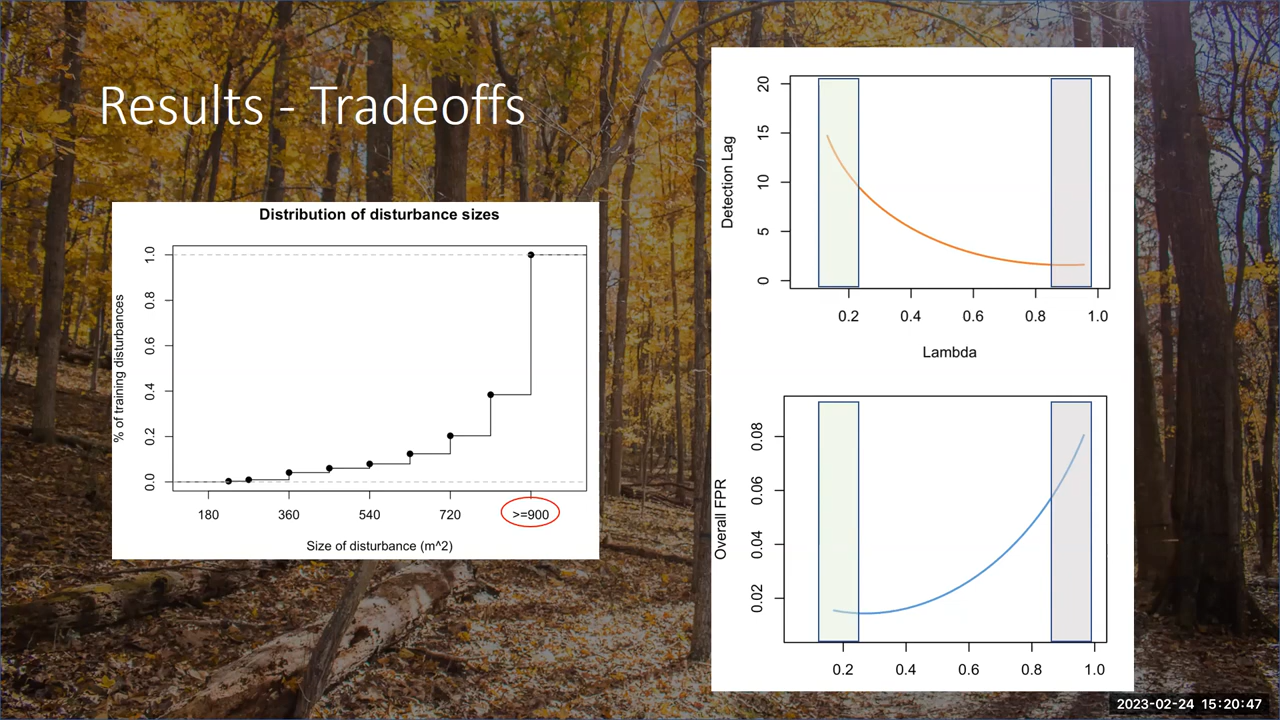 Results - Tradeoffs
Distribution of disturbance sizes
% of training disturbances
1.0
0.8
0.6
0.4
0.2
0.0
180 360 540 720 >=900
Size of disturbance (m^2)
Detection Lag
20
15
10
5
0
0.2 0.4 0.6 0.8 1.0
Lambda
Overall FPR
0.08
0.06
0.04
0.02
0.2 0.4 0.6 0.8 1.0
2023-02-24 15:20:47